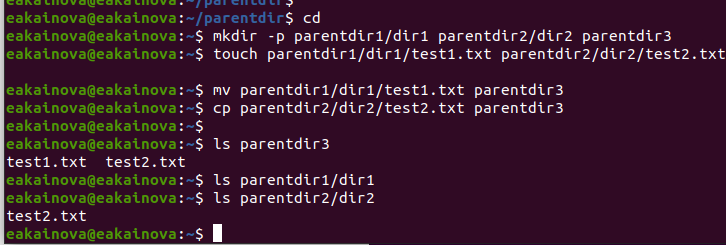 eakainova@eakainova:~/parentdir$
eakainova@eakainova:~/parentdir$ cd
eakainova@eakainova:~$ mkdir -p parentdir1/dir1 parentdir2/dir2 parentdir3
eakainova@eakainova:~$ touch parentdir1/dir1/test1.txt parentdir2/dir2/test2.txt
eakainova@eakainova:~$ mv parentdir1/dir1/test1.txt parentdir3
eakainova@eakainova:~$ cp parentdir2/dir2/test2.txt parentdir3
eakainova@eakainova:~$
eakainova@eakainova:~$ ls parentdir3
test1.txt  test2.txt
eakainova@eakainova:~$ ls parentdir1/dir1
eakainova@eakainova:~$ ls parentdir2/dir2
test2.txt
eakainova@eakainova:~$